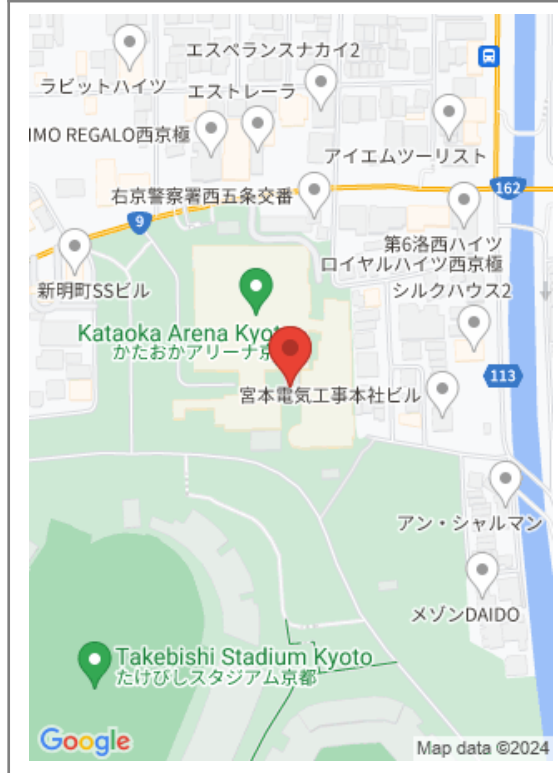 エスペランスナカイ2
ラビットハイツ
エストレーラ
IMO REGALO西京極
アイエムツーリスト
162
右京警察署西五条交番
9
第6洛西ハイツ
ロイヤルハイツ西京極
新明町SSビル
シルクハウス2
Kataoka Arena Kyoto
かたおかアリーナ京
113
宮本電気工事本社ビル
アン・シャルマン
メゾンDAIDO
Takebishi Stadium Kyoto
たけびしスタジアム京都
Google
Map data ©2024